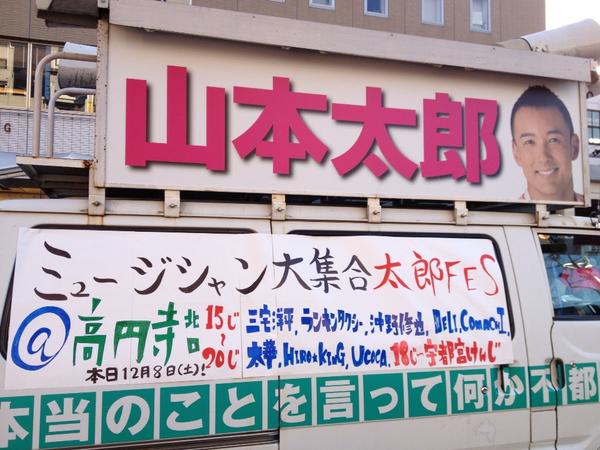 山本太郎
ミュージシャン大集合太郎FES
@高円寺北口15じ~20じ
本日12月8日(土)!
三宅洋平,ランキンタクシー,沖野修也,DELI,COMACHI,
太華,HIRO★KING,UCOCA,18じ~宇都宮けんじ
本当のことを言って何か不都